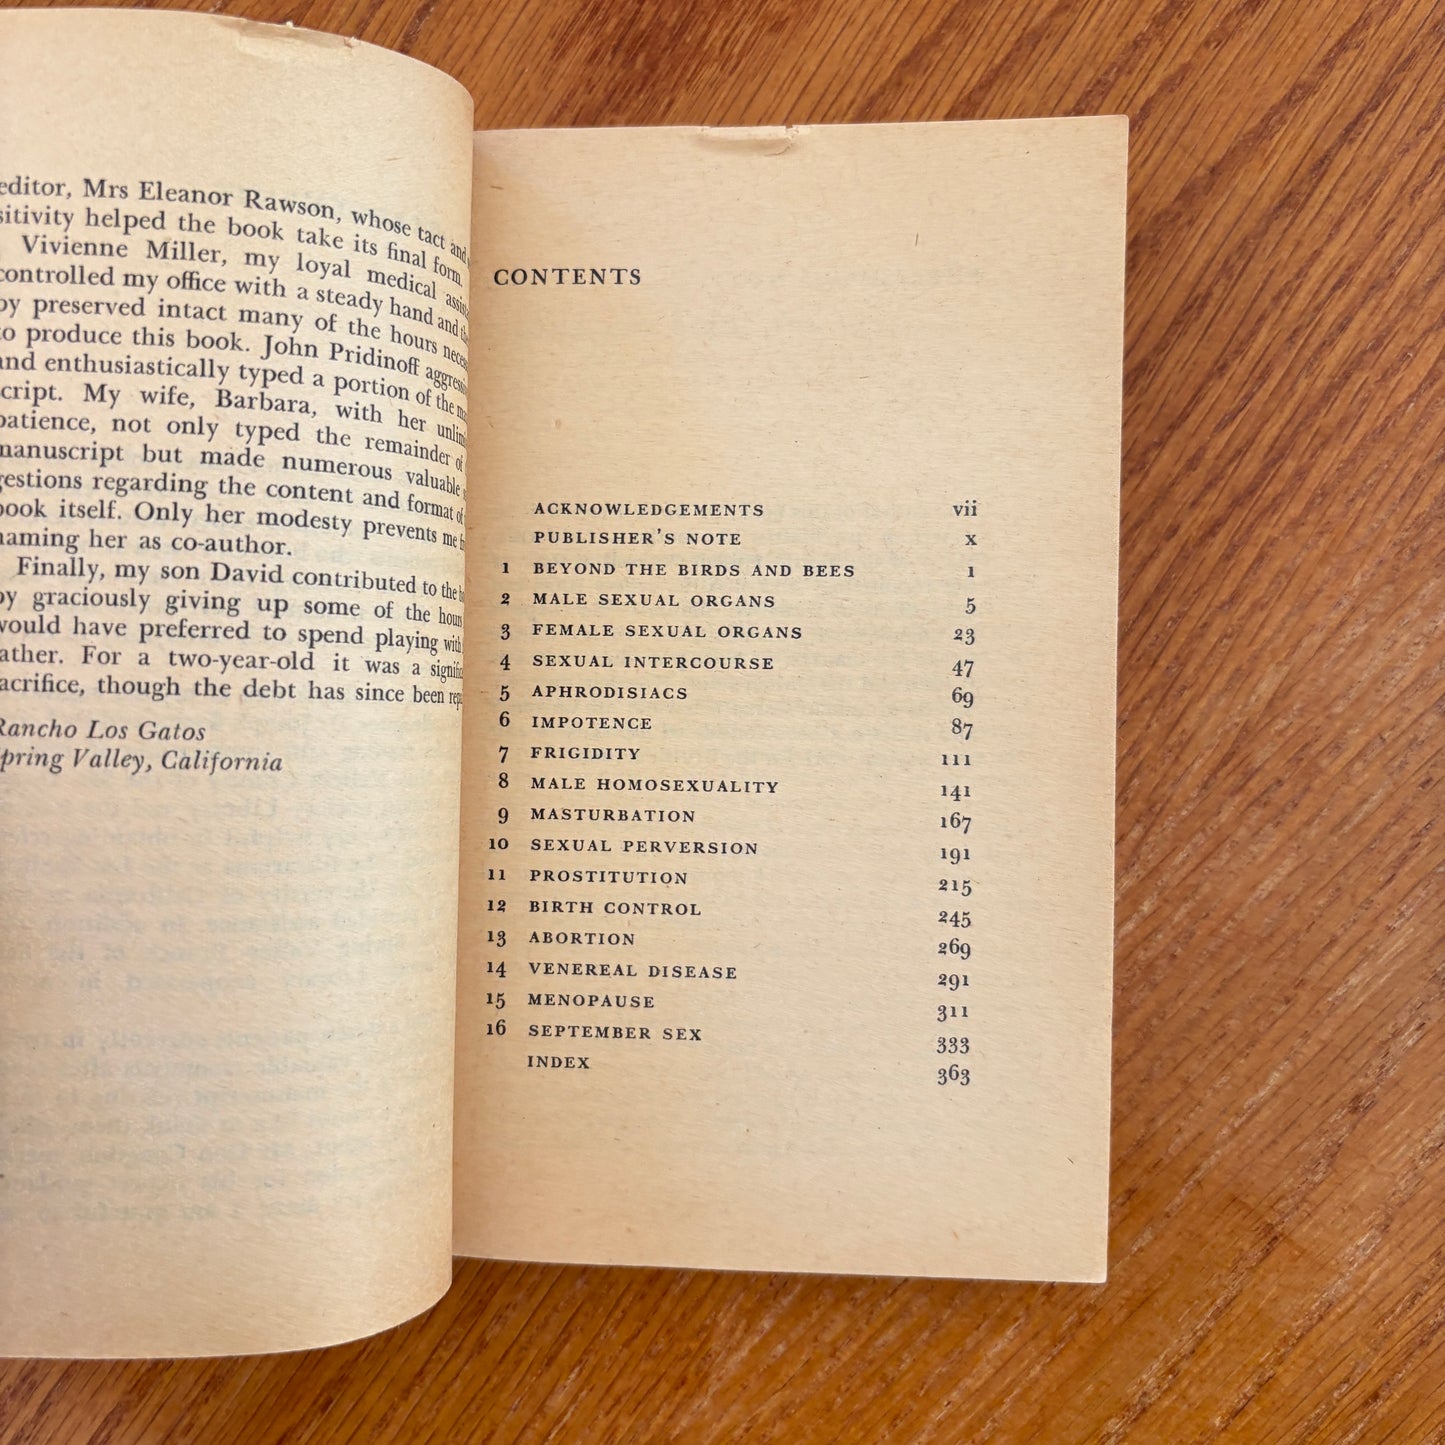 editor, Mrs Eleanor Rawson, whose tact and
sitivity helped the book take its final form.
Vivienne Miller, my loyal medical
controlled my office with a steady hand and
by preserved intact many of the hours
to produce this book. John Pridinoff
and enthusiastically typed a portion of the
cript. My wife, Barbara, with her
patience, not only typed the remainder of
manuscript but made numerous valuable
gestions regarding the content and format of
book itself. Only her modesty prevents me
naming her as co-author.
Finally, my son David contributed to the
by graciously giving up some of the hours
would have preferred to spend playing with
father. For a two-year-old it was a
sacrifice, though the debt has since been
Rancho Los Gatos
Spring Valley, California
CONTENTS
ACKNOWLEDGEMENTS vii
PUBLISHER'S NOTE x
1 BEYOND THE BIRDS AND BEES 1
2 MALE SEXUAL ORGANS 5
3 FEMALE SEXUAL ORGANS 23
4 SEXUAL INTERCOURSE 47
5 APHRODISIACS 69
6 IMPOTENCE 87
7 FRIGIDITY 111
8 MALE HOMOSEXUALITY 141
9 MASTURBATION 167
10 SEXUAL PERVERSION 191
11 PROSTITUTION 215
12 BIRTH CONTROL 245
13 ABORTION 269
14 VENEREAL DISEASE 291
15 MENOPAUSE 311
16 SEPTEMBER SEX 333
INDEX 363